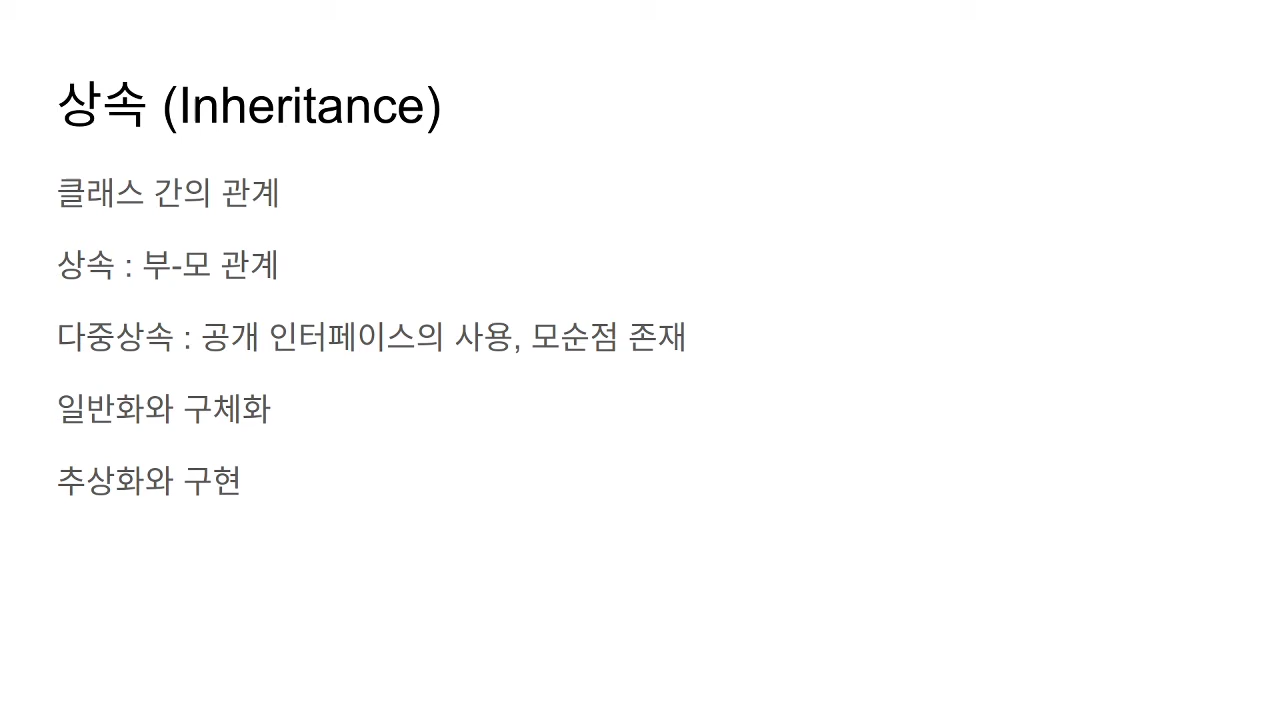 상속 (Inheritance)
클래스 간의 관계
상속 : 부-모 관계
다중상속 : 공개 인터페이스의 사용, 모순점 존재
일반화와 구체화
추상화와 구현